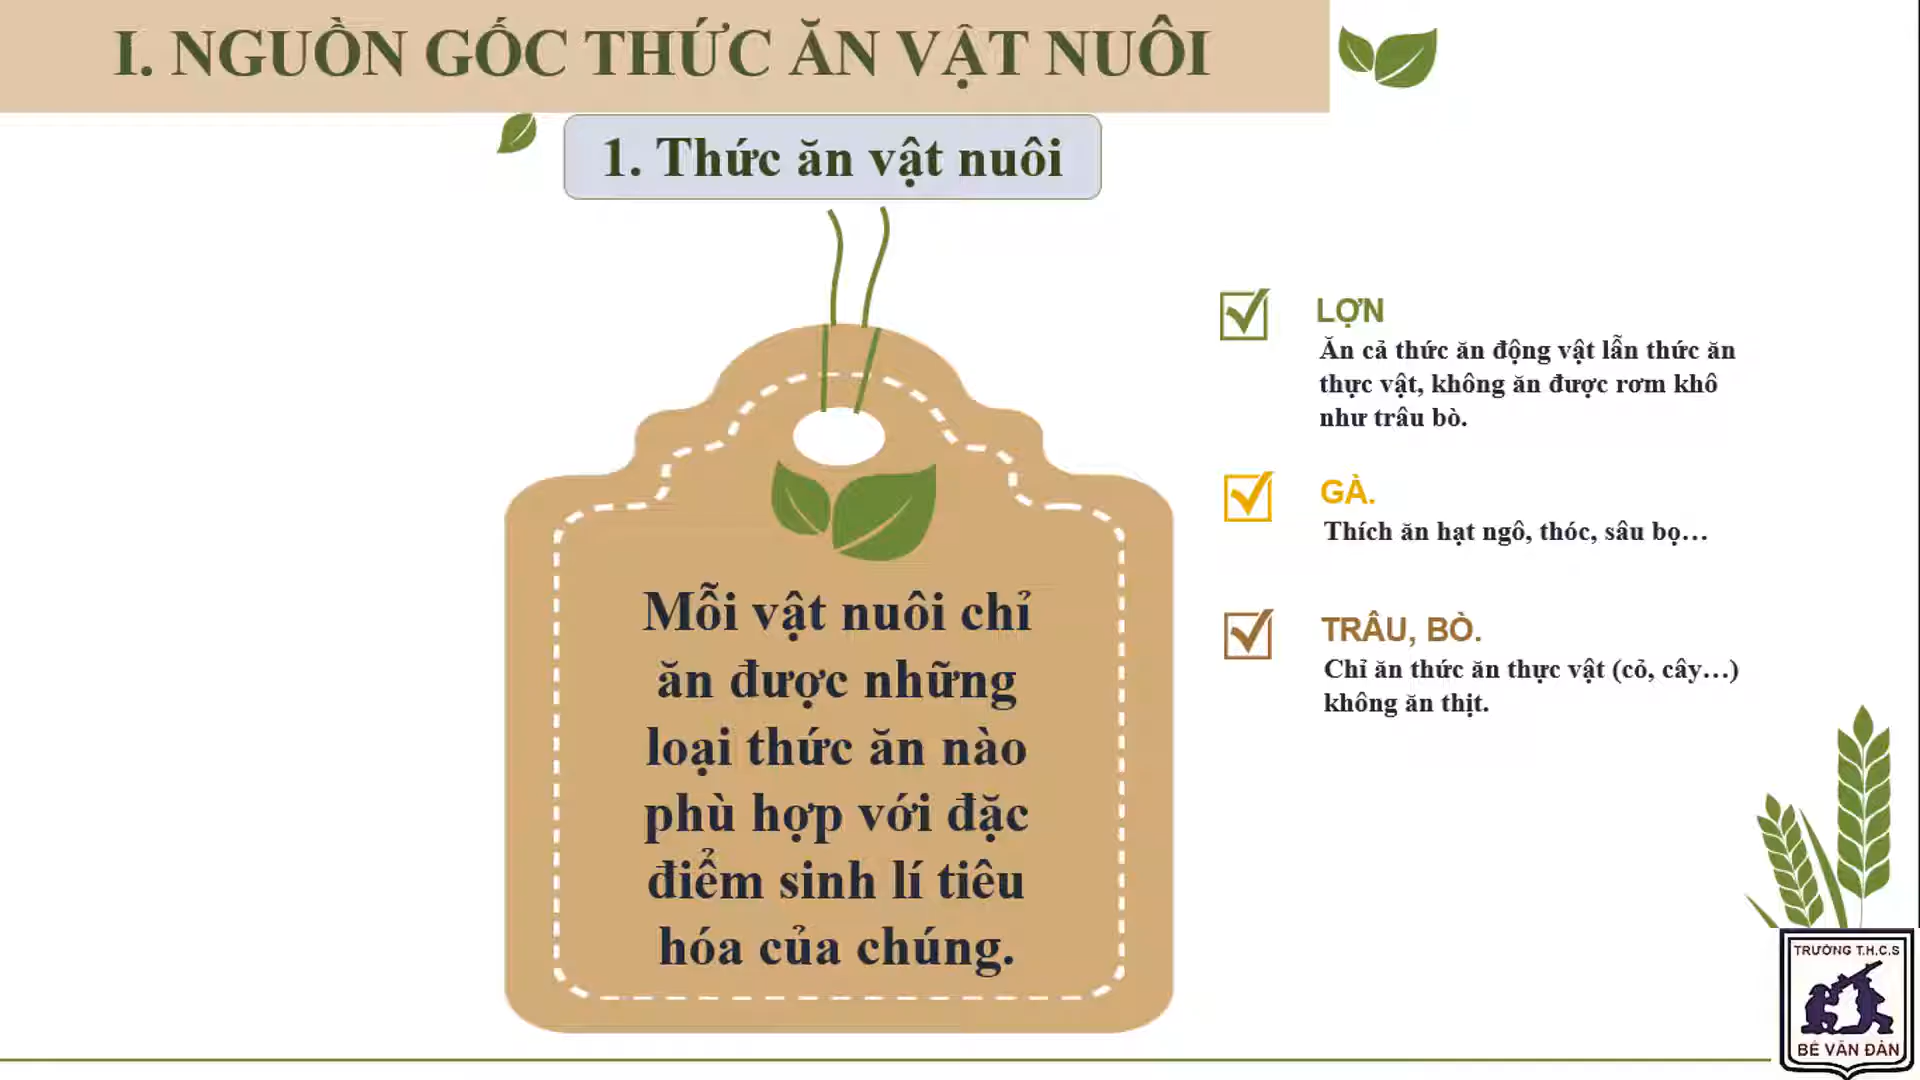 I. NGUỒN GỐC THỨC ĂN VẬT NUÔI
1. Thức ăn vật nuôi
Mỗi vật nuôi chỉ
ăn được những
loại thức ăn nào
phù hợp với đặc
điểm sinh lí tiêu
hóa của chúng.
LỢN
Ăn cả thức ăn động vật lẫn thức ăn
thực vật, không ăn được rơm khô
như trâu bò.
GÀ.
Thích ăn hạt ngô, thóc, sâu bọ…
TRÂU, BÒ.
Chỉ ăn thức ăn thực vật (cỏ, cây…)
không ăn thịt.
TRƯỜNG T.H.C.S
BẾ VĂN ĐÀN